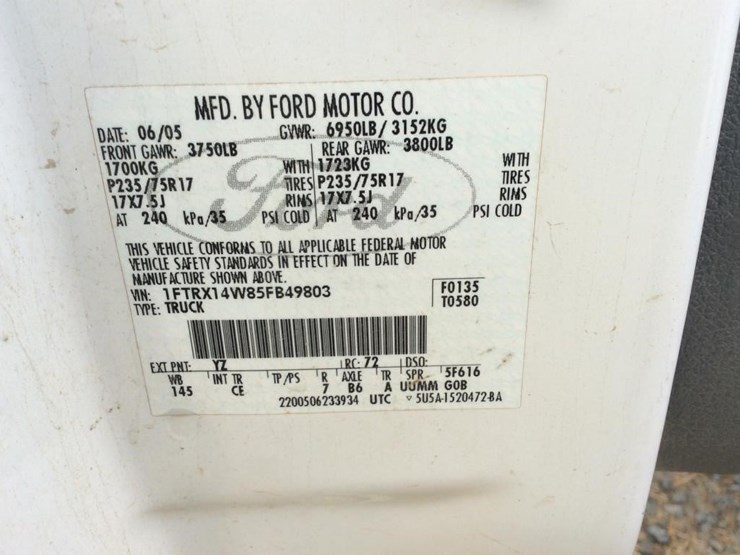 MFD. BY FORD MOTOR CO.
DATE: 06/05 GVWR: 6950LB/ 3152KG
FRONT GAWR: 3750LB REAR GAWR: 3800LB
1700KG WITH 1723KG WITH
P235/75R17 TIRES P235/75R17 TIRES
17X7.5J RIMS 17X7.5J RIMS
AT 240 kPa/35 PSI COLD AT 240 kPa/35 PSI COLD
THIS VEHICLE CONFORMS TO ALL APPLICABLE FEDERAL MOTOR
VEHICLE SAFETY STANDARDS IN EFFECT ON THE DATE OF
MANUFACTURE SHOWN ABOVE.
VIN: 1FTRX14W85FB49803 F0135
TYPE: TRUCK T0580
EXT PNT: YZ RC: 72 DSO:
WB INT TR TP/PS R AXLE TR SPR 5F616
145 CE 7 B6 A UUMM G0B
2200506233934 UTC 5U5A-1520472-BA
Ford